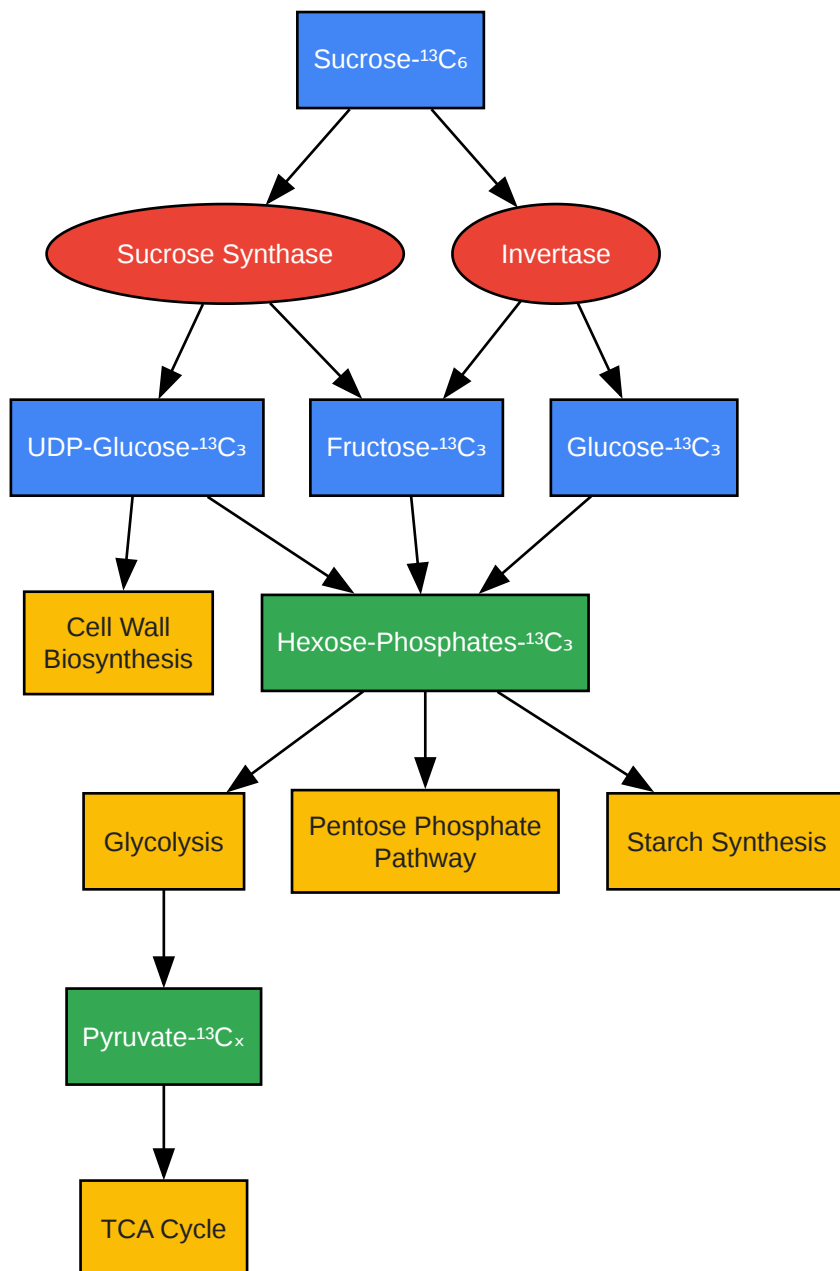 Sucrose-¹³C₆
Sucrose Synthase
Invertase
UDP-Glucose-¹³C₃
Fructose-¹³C₃
Glucose-¹³C₃
Cell Wall
Biosynthesis
Hexose-Phosphates-¹³C₃
Glycolysis
Pentose Phosphate
Pathway
Starch Synthesis
Pyruvate-¹³Cₓ
TCA Cycle